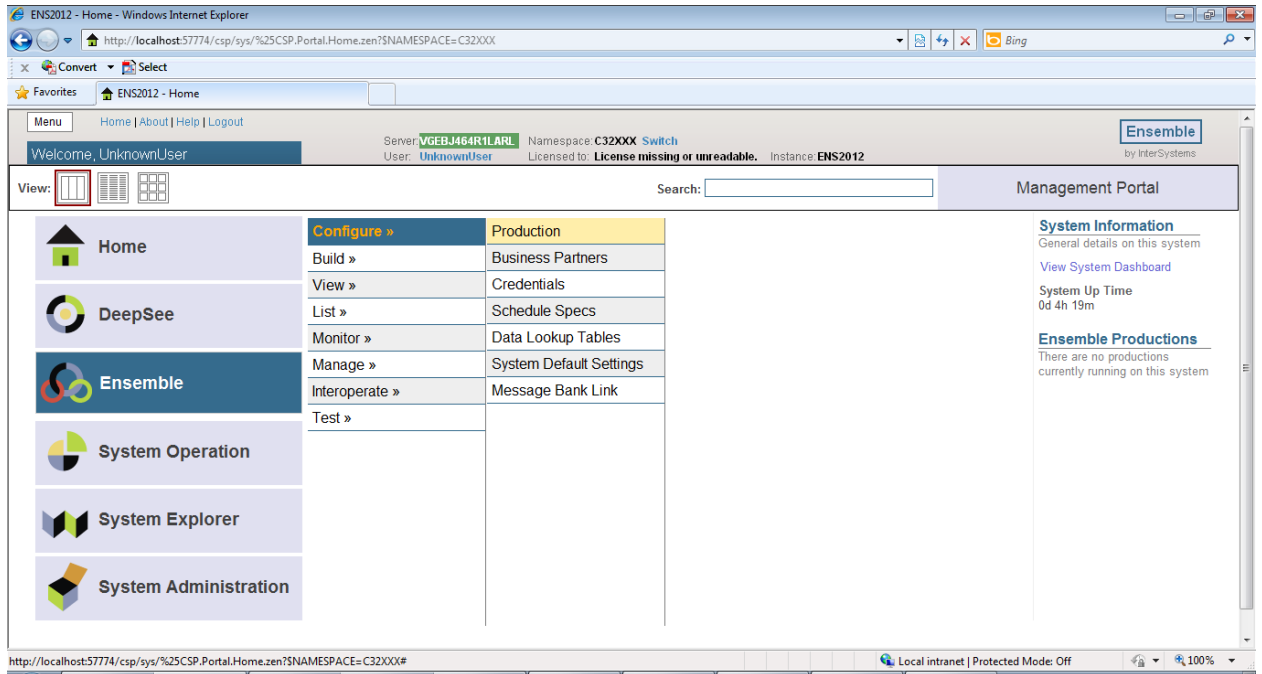 ENS2012 - Home - Windows Internet Explorer
http://localhost:57774/csp/sys/%25CSP.Portal.Home.zen?$NAMESPACE=C32XXX
Bing
x Convert Select
Favorites ENS2012 - Home
Menu Home | About | Help | Logout
Server: VGEBJ464R1LARL Namespace: C32XXX Switch
Ensemble
Welcome, UnknownUser
User: UnknownUser Licensed to: License missing or unreadable. Instance: ENS2012
by InterSystems
View: Search: Management Portal
Home
DeepSee
Ensemble
System Operation
System Explorer
System Administration
Configure »
Build »
View »
List »
Monitor »
Manage »
Interoperate »
Test »
Production
Business Partners
Credentials
Schedule Specs
Data Lookup Tables
System Default Settings
Message Bank Link
System Information
General details on this system
View System Dashboard
System Up Time
0d 4h 19m
Ensemble Productions
There are no productions
currently running on this system
http://localhost:57774/csp/sys/%25CSP.Portal.Home.zen?$NAMESPACE=C32XXX#
Local intranet | Protected Mode: Off
100%